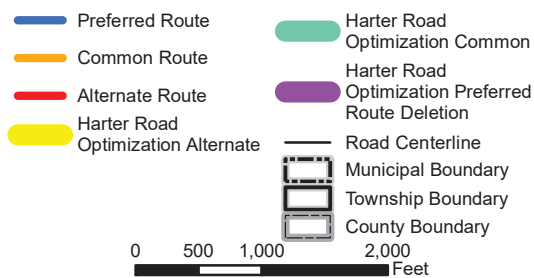 Preferred Route
Common Route
Alternate Route
Harter Road
Optimization Alternate
Harter Road
Optimization Common
Harter Road
Optimization Preferred
Route Deletion
Road Centerline
Municipal Boundary
Township Boundary
County Boundary
0 500 1,000 2,000
Feet